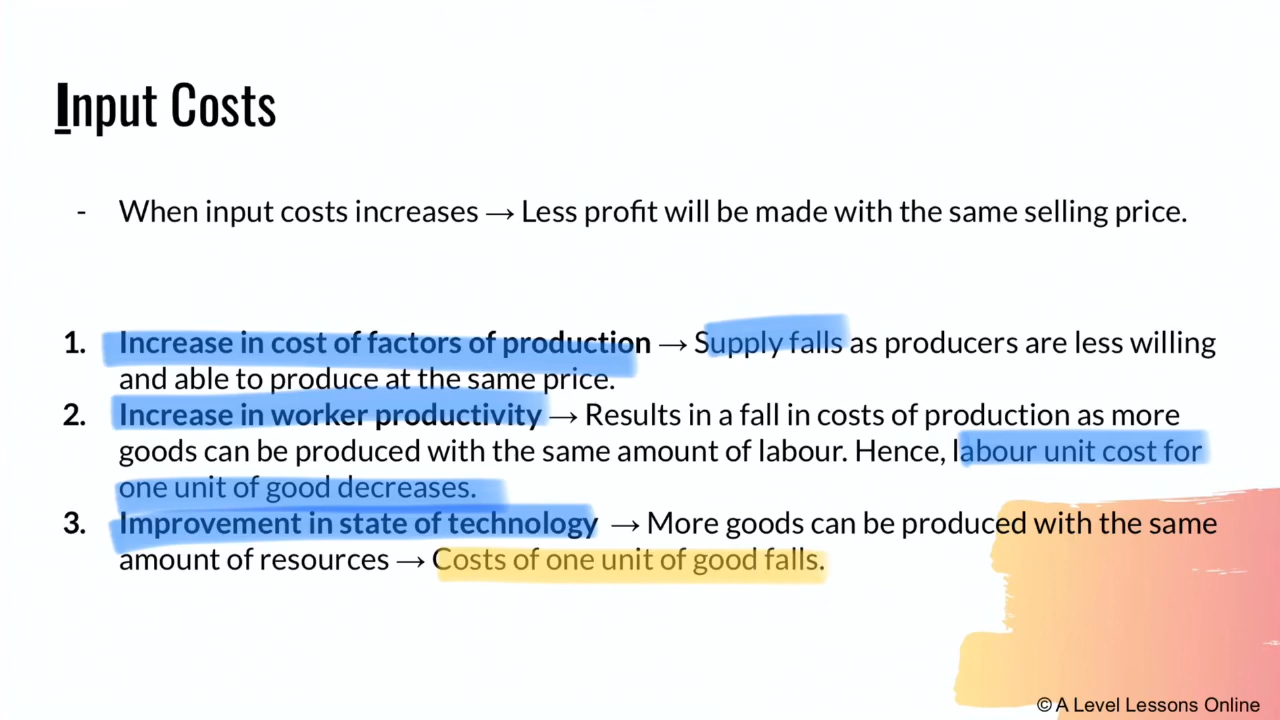 Input Costs
- When input costs increases → Less profit will be made with the same selling price.
1. Increase in cost of factors of production → Supply falls as producers are less willing
and able to produce at the same price.
2. Increase in worker productivity → Results in a fall in costs of production as more
goods can be produced with the same amount of labour. Hence, labour unit cost for
one unit of good decreases.
3. Improvement in state of technology → More goods can be produced with the same
amount of resources → Costs of one unit of good falls.
© A Level Lessons Online